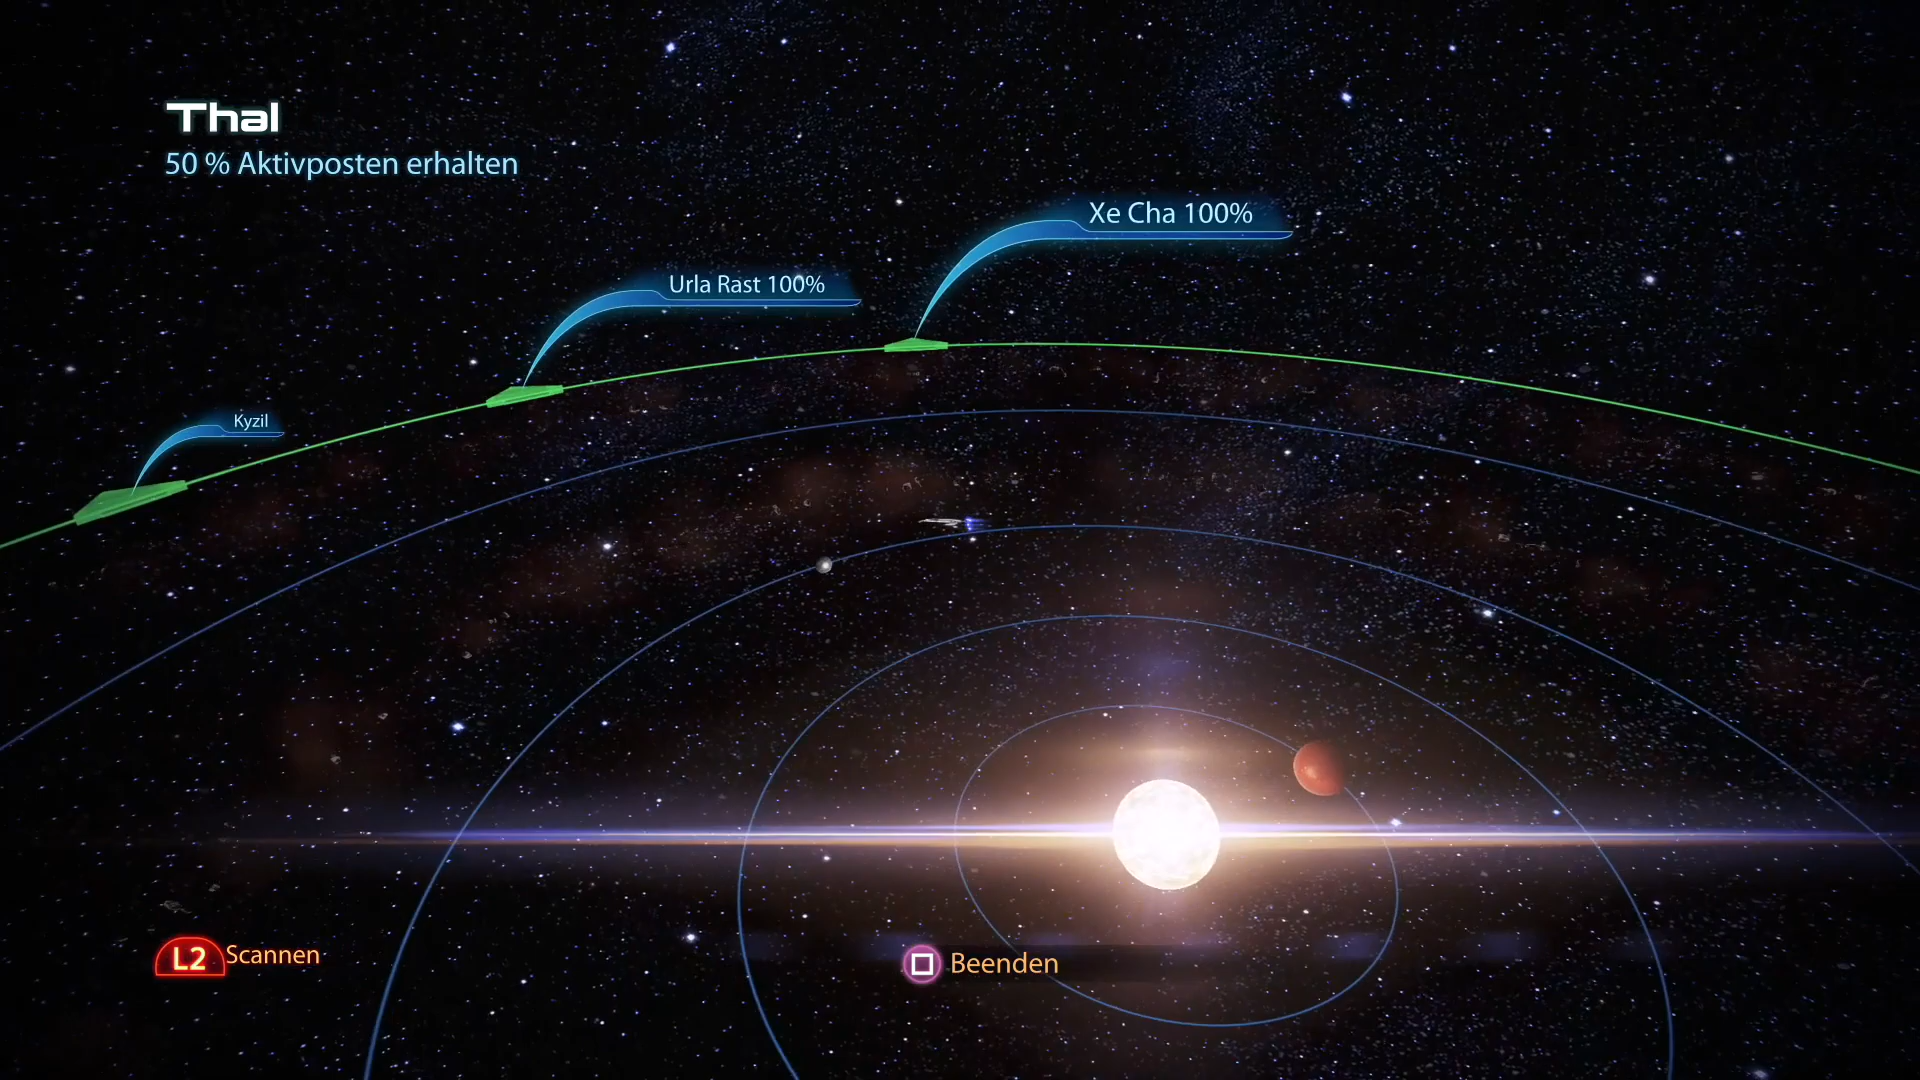 Thal
50 % Aktivposten erhalten
Xe Cha 100%
Urla Rast 100%
Kyzil
L2 Scannen
Beenden